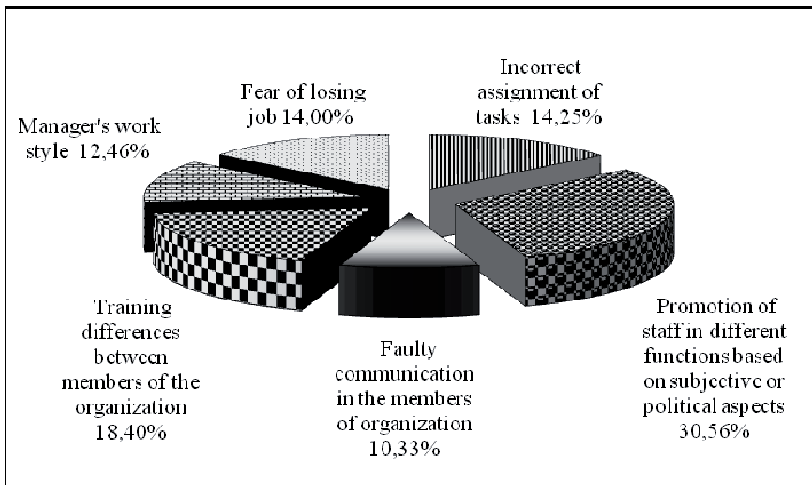 Fear of losing
job 14,00%
Incorrect
assignment of
tasks 14,25%
Manager's work
style 12,46%
Training
differences
between
members of the
organization
18,40%
Faulty
communication
in the members
of organization
10,33%
Promotion of
staff in different
functions based
on subjective or
political aspects
30,56%